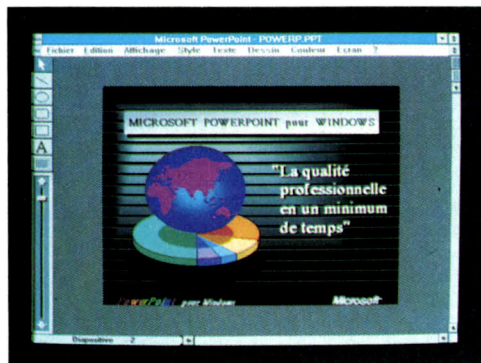 Microsoft PowerPoint - POWERP.PPT
Fichier Edition Affichage Style Texte Dessin Couleur Ecran ?
A
MICROSOFT POWERPOINT pour WINDOWS
"La qualité
professionnelle
en un minimum
de temps"
PowerPoint pour Windows
Microsoft
Diapositive 2